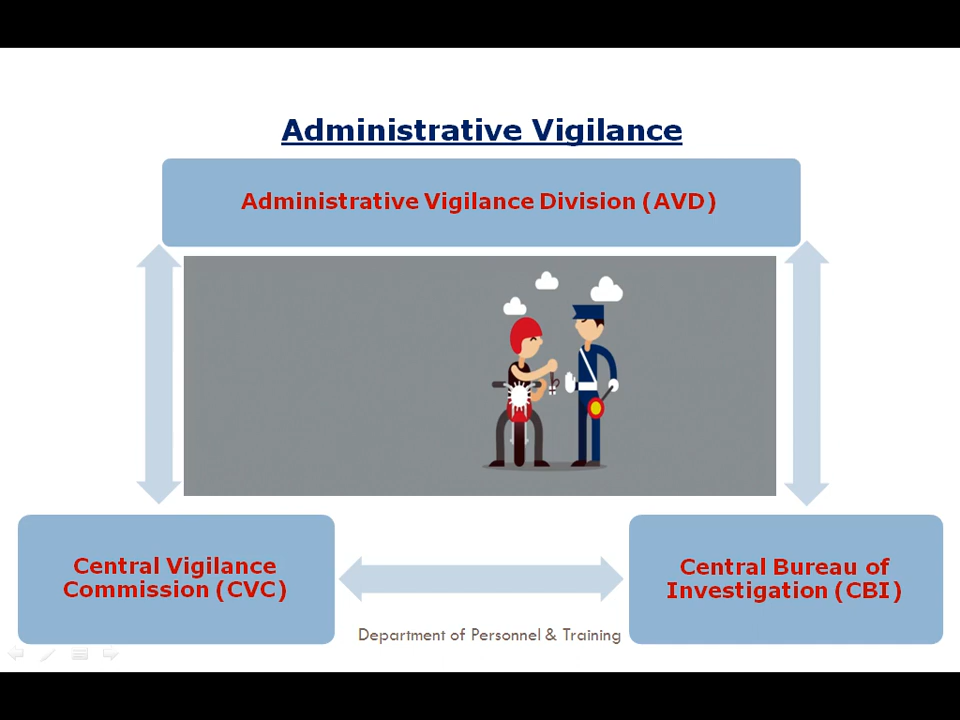 Administrative Vigilance
Administrative Vigilance Division (AVD)
Central Vigilance
Commission (CVC)
Central Bureau of
Investigation (CBI)
Department of Personnel & Training